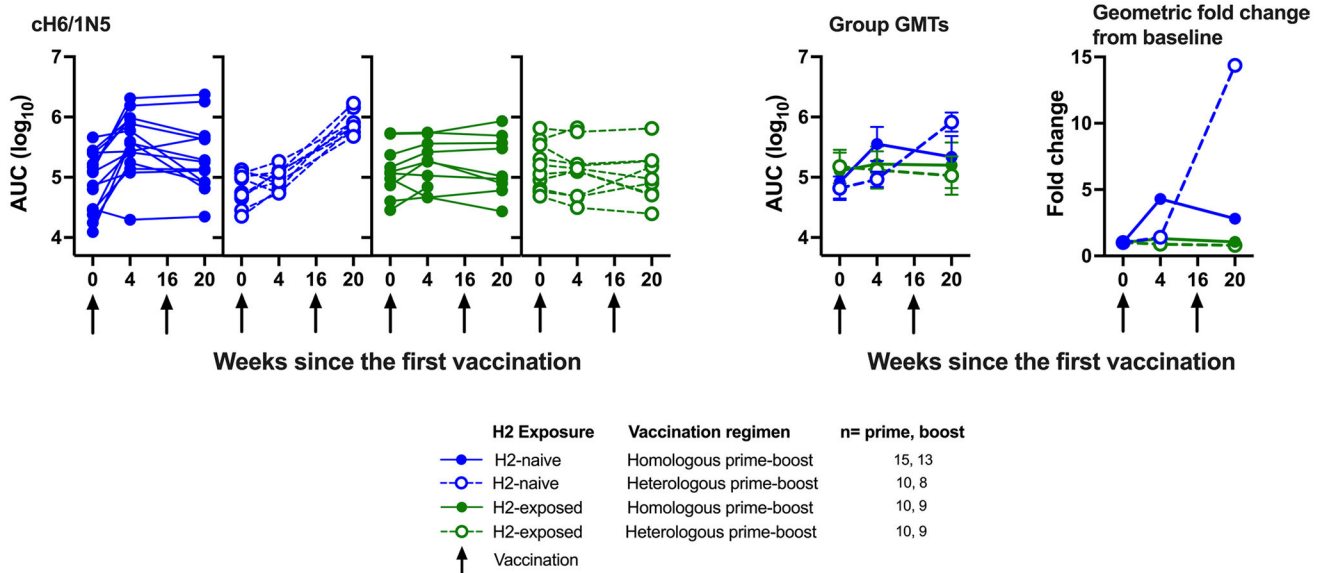 cH6/1N5
Group GMTs
Geometric fold change
from baseline
AUC (log10)
7
6
5
4
0 4 16 20
0 4 16 20
0 4 16 20
0 4 16 20
Weeks since the first vaccination
AUC (log10)
7
6
5
4
0 4 16 20
Fold change
15
10
5
0
0 4 16 20
Weeks since the first vaccination
H2 Exposure Vaccination regimen n= prime, boost
H2-naive Homologous prime-boost 15, 13
H2-naive Heterologous prime-boost 10, 8
H2-exposed Homologous prime-boost 10, 9
H2-exposed Heterologous prime-boost 10, 9
Vaccination